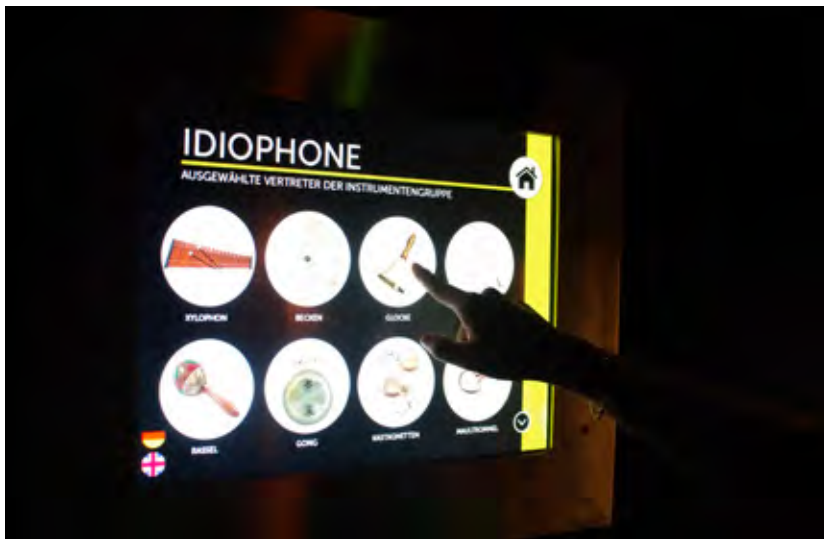 IDIOPHONE
AUSGEWÄHLTE VERTRETER DER INSTRUMENTENGRUPPE
XYLOPHON
BECKEN
GLOCKE
RASSEL
GONG
KASTAGNETTEN
MAULTROMMEL